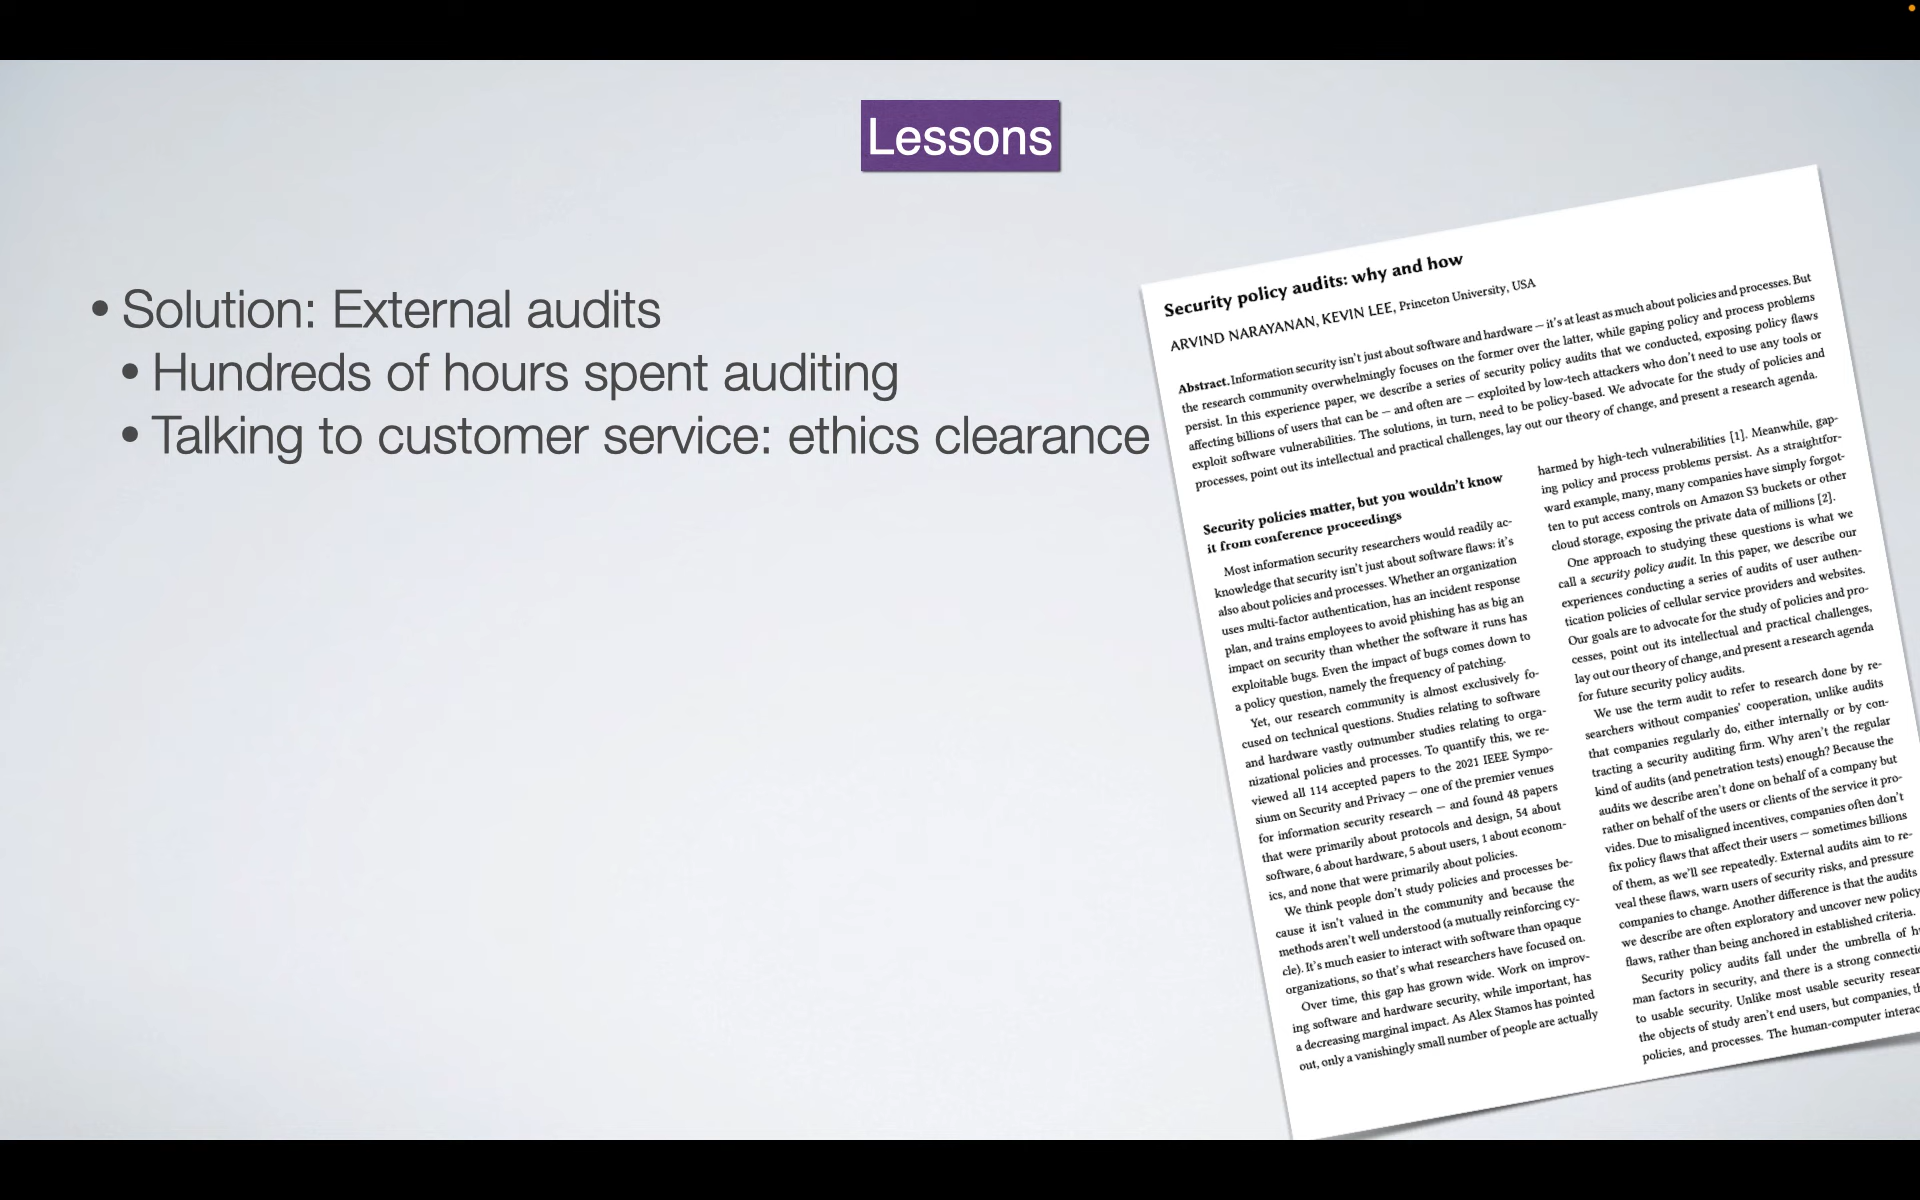 Lessons
• Solution: External audits
• Hundreds of hours spent auditing
• Talking to customer service: ethics clearance
Security policy audits: why and how
ARVIND NARAYANAN, KEVIN LEE, Princeton University, USA
Abstract. Information security isn't just about software and hardware — it's at least as much about policies and processes. But
the research community overwhelmingly focuses on the former over the latter, while gaping policy and process problems
persist. In this experience paper, we describe a series of security policy audits that we conducted, exposing policy flaws
affecting billions of users that can be — and often are — exploited by low-tech attackers who don't need to use any tools or
exploit software vulnerabilities. The solutions, in turn, need to be policy-based. We advocate for the study of policies and
processes, point out its intellectual and practical challenges, lay out our theory of change, and present a research agenda.
Security policies matter, but you wouldn't know
it from conference proceedings
Most information security researchers would readily ac-
knowledge that security isn't just about software flaws: it's
also about policies and processes. Whether an organization
uses multi-factor authentication, has an incident response
plan, and trains employees to avoid phishing has as big an
impact on security than whether the software it runs has
exploitable bugs. Even the impact of bugs comes down to
a policy question, namely the frequency of patching.
Yet, our research community is almost exclusively fo-
cused on technical questions. Studies relating to software
and hardware vastly outnumber studies relating to orga-
nizational policies and processes. To quantify this, we re-
viewed all 114 accepted papers to the 2021 IEEE Sympo-
sium on Security and Privacy — one of the premier venues
for information security research — and found 48 papers
that were primarily about protocols and design, 54 about
software, 6 about hardware, 5 about users, 1 about econom-
ics, and none that were primarily about policies.
We think people don't study policies and processes be-
cause it isn't valued in the community and because the
methods aren't well understood (a mutually reinforcing cy-
cle). It's much easier to interact with software than opaque
organizations, so that's what researchers have focused on.
Over time, this gap has grown wide. Work on improv-
ing software and hardware security, while important, has
a decreasing marginal impact. As Alex Stamos has pointed
out, only a vanishingly small number of people are actually
harmed by high-tech vulnerabilities [1]. Meanwhile, gap-
ing policy and process problems persist. As a straightfor-
ward example, many, many companies have simply forgot-
ten to put access controls on Amazon S3 buckets or other
cloud storage, exposing the private data of millions [2].
One approach to studying these questions is what we
call a security policy audit. In this paper, we describe our
experiences conducting a series of audits of user authen-
tication policies of cellular service providers and websites.
Our goals are to advocate for the study of policies and pro-
cesses, point out its intellectual and practical challenges,
lay out our theory of change, and present a research agenda
for future security policy audits.
We use the term audit to refer to research done by re-
searchers without companies' cooperation, unlike audits
that companies regularly do, either internally or by con-
tracting a security auditing firm. Why aren't the regular
kind of audits (and penetration tests) enough? Because the
audits we describe aren't done on behalf of a company but
rather on behalf of the users or clients of the service it pro-
vides. Due to misaligned incentives, companies often don't
fix policy flaws that affect their users — sometimes billions
of them, as we'll see repeatedly. External audits aim to re-
veal these flaws, warn users of security risks, and pressure
companies to change. Another difference is that the audits
we describe are often exploratory and uncover new policy
flaws, rather than being anchored in established criteria.
Security policy audits fall under the umbrella of
man factors in security, and there is a strong
to usable security. Unlike most usable security
the objects of study aren't end users, but companies,
policies, and processes. The human-computer